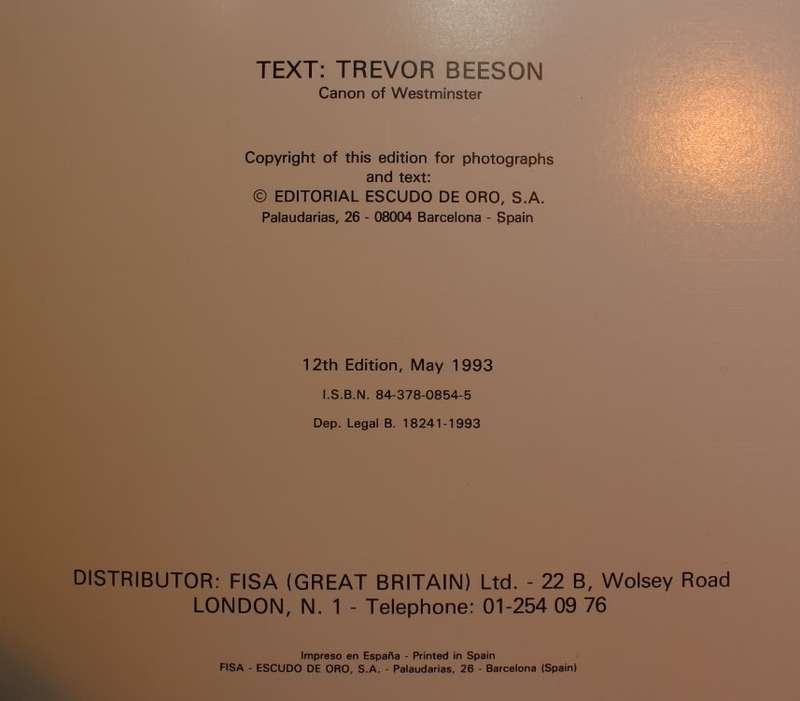 TEXT: TREVOR BEESON
Canon of Westminster
Copyright of this edition for photographs
and text:
© EDITORIAL ESCUDO DE ORO, S.A.
Palaudarias, 26 - 08004 Barcelona - Spain
12th Edition, May 1993
I.S.B.N. 84-378-0854-5
Dep. Legal B. 18241-1993
DISTRIBUTOR: FISA (GREAT BRITAIN) Ltd. - 22 B, Wolsey Road
LONDON, N. 1 - Telephone: 01-254 09 76
Impreso en España - Printed in Spain
FISA - ESCUDO DE ORO, S.A. - Palaudarias, 26 - Barcelona (Spain)